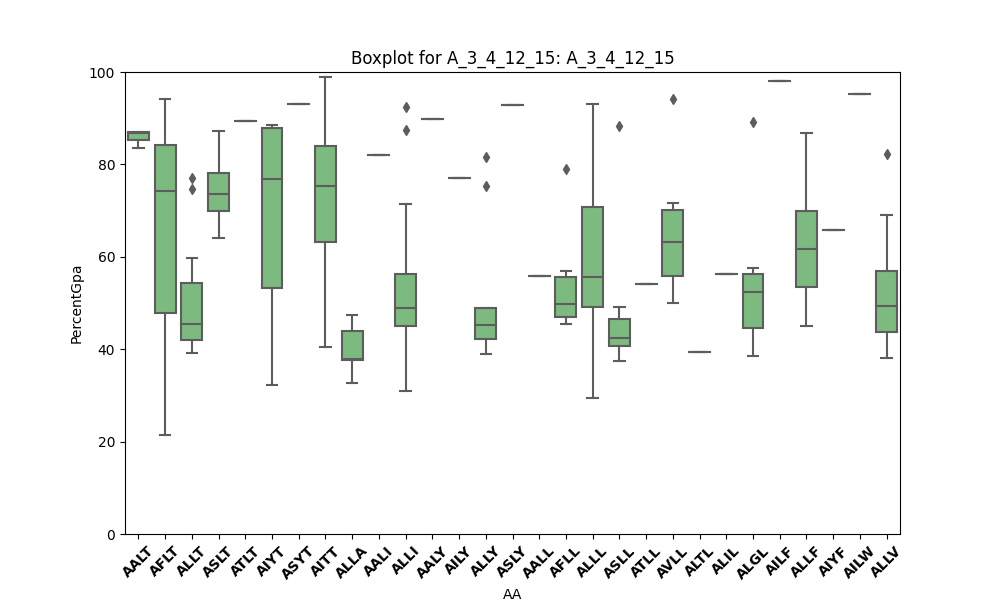 Boxplot for A_3_4_12_15: A_3_4_12_15
100
80
60
40
20
0
PercentGpa
AALT AFLT ALLT ASLT ATLT AIYT ASYT AITT ALLA AALI ALLI AALY AILY ALLY ASLY AALL AFLL ALLL ASLL ATLL AVLL ALTL ALIL ALGL AILF ALLF AIYF AILW ALLV
AA